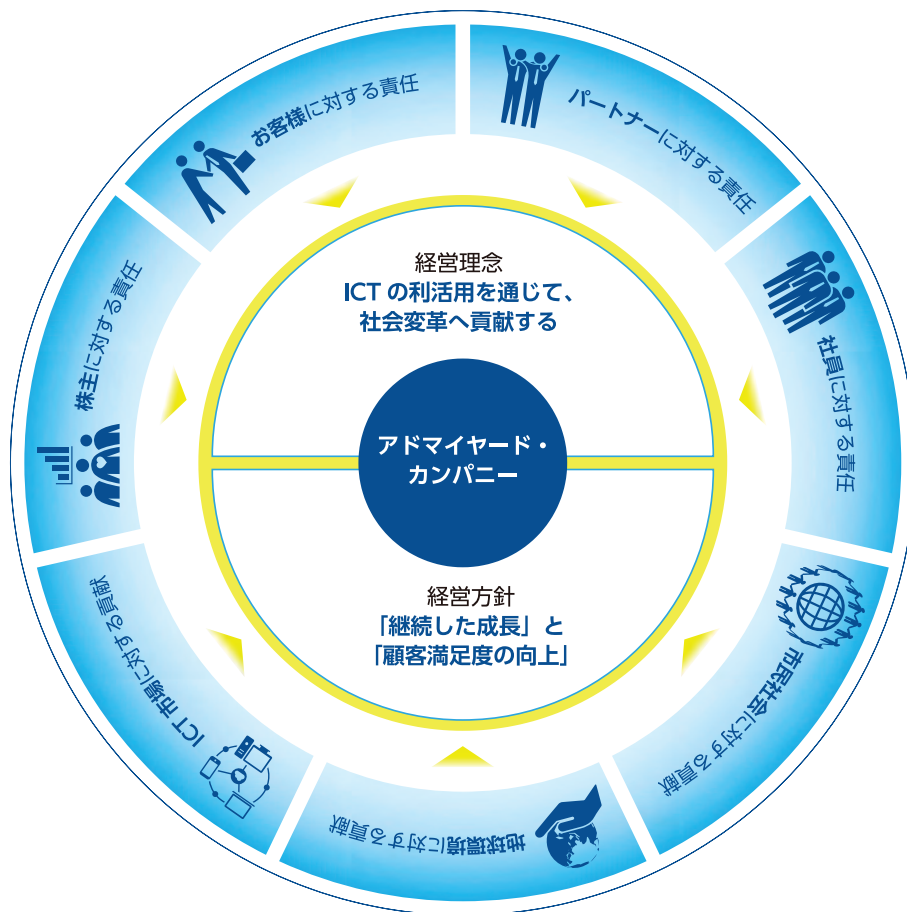 お客様に対する責任
パートナーに対する責任
社員に対する責任
市民社会に対する貢献
地球環境に対する貢献
ICT 市場に対する貢献
株主に対する責任
経営理念
ICT の利活用を通じて、
社会変革へ貢献する
アドマイヤード・
カンパニー
経営方針
「継続した成長」と
「顧客満足度の向上」